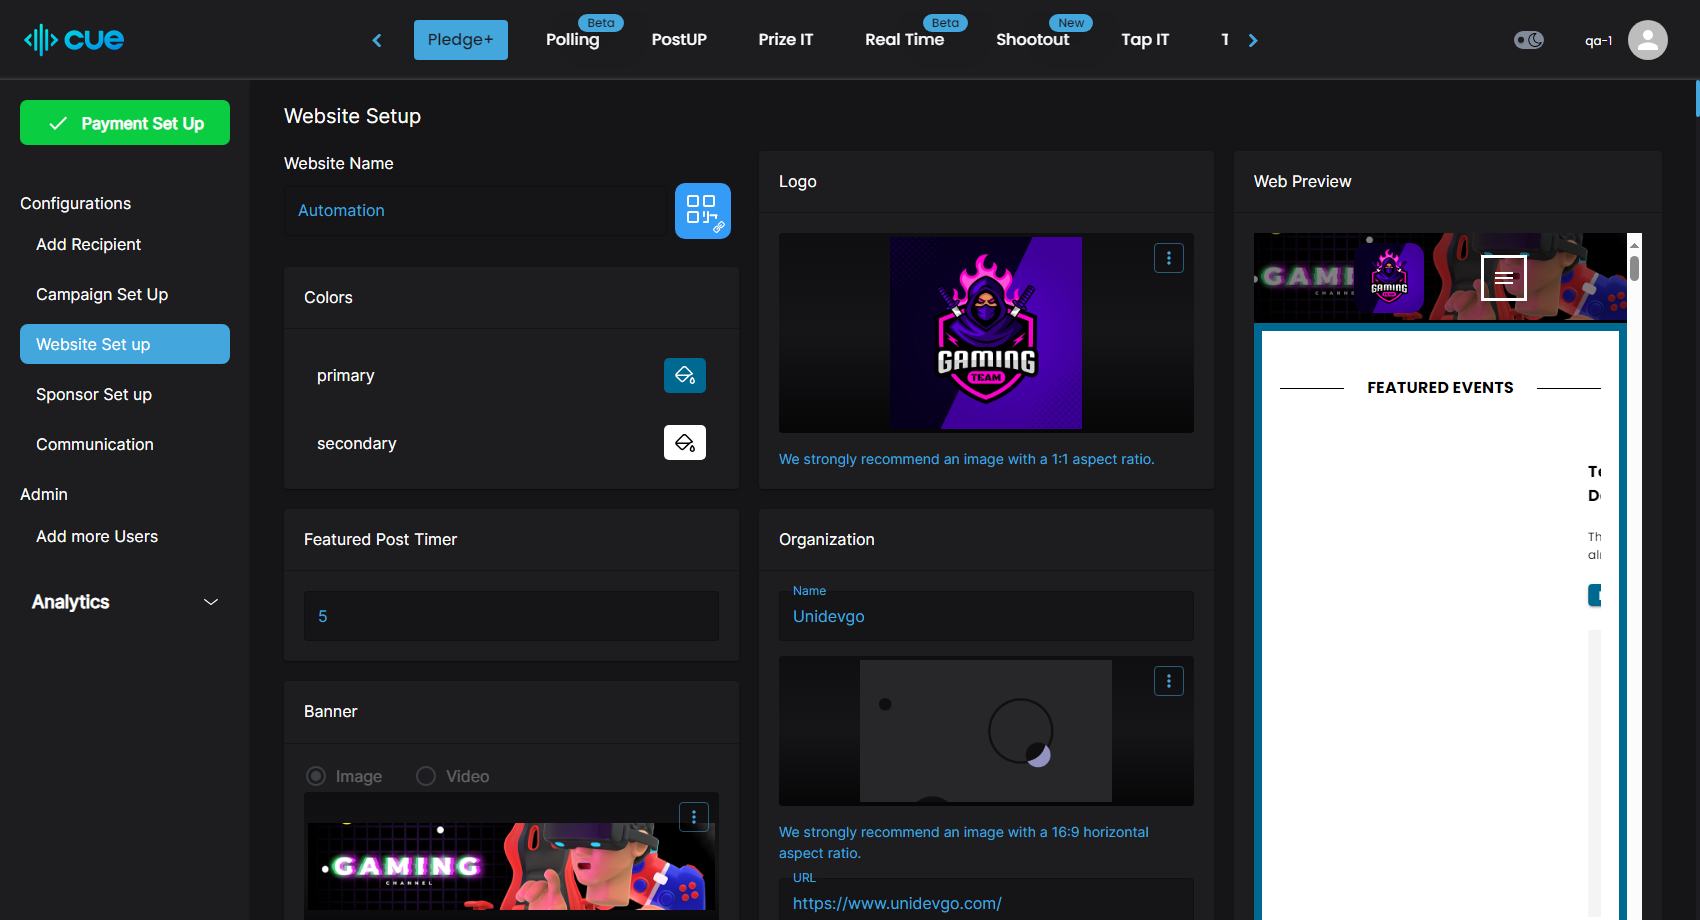 cue
Pledge+
Beta
Polling
PostUP
Prize IT
Beta
Real Time
New
Shootout
Tap IT
qa-1
Payment Set Up
Configurations
Add Recipient
Campaign Set Up
Website Set up
Sponsor Set up
Communication
Admin
Add more Users
Analytics
Website Setup
Website Name
Automation
Colors
primary
secondary
Featured Post Timer
5
Banner
Image
Video
GAMING
CHANNEL
Logo
GAMING
TEAM
We strongly recommend an image with a 1:1 aspect ratio.
Organization
Name
Unidevgo
We strongly recommend an image with a 16:9 horizontal
aspect ratio.
URL
https://www.unidevgo.com/
Web Preview
GAMING
TEAM
FEATURED EVENTS